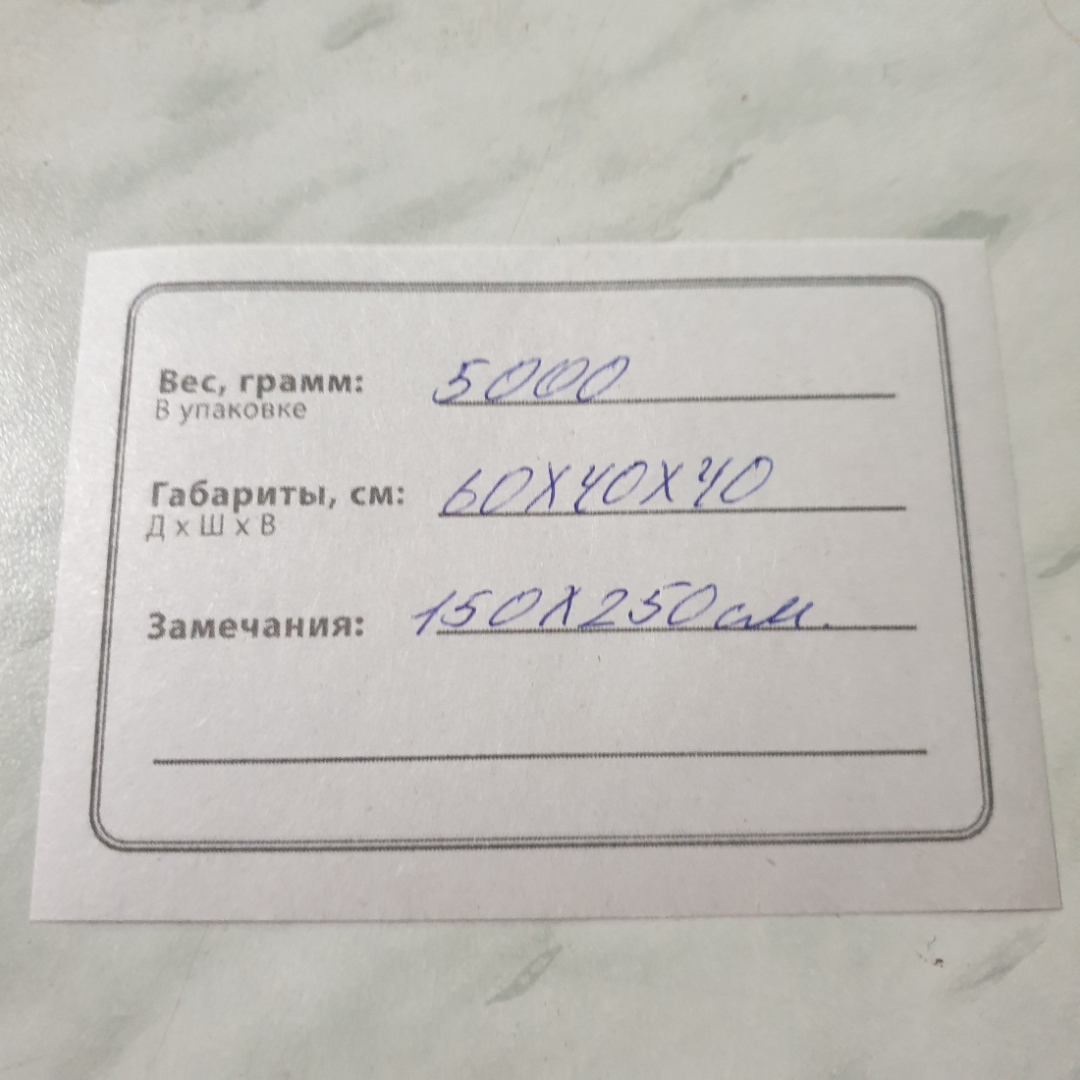 Вес, грамм: 5000
В упаковке
Габариты, см: 60Х40Х40
Д х Ш х В
Замечания: 150Х250см.